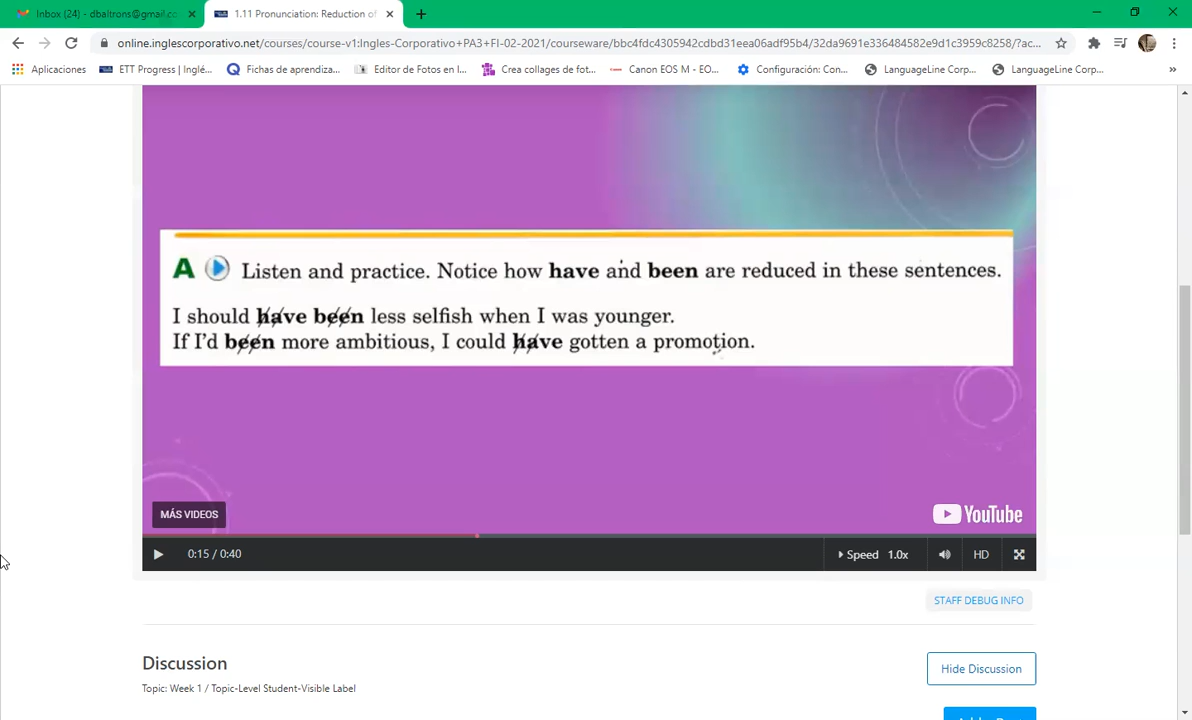 Inbox (24) - dbaltrons@gmail.co
1.11 Pronunciation: Reduction of
online.inglescorporativo.net/courses/course-v1:Ingles-Corporativo+PA3+FI-02-2021/courseware/bbc4fdc4305942cdbd31eea06adf95b4/32da9691e336484582e9d1c3959c8258/?ac...
Aplicaciones
ETT Progress | Inglé...
Fichas de aprendiza...
Editor de Fotos en l...
Crea collages de fot...
Canon EOS M - EO...
Configuración: Con...
LanguageLine Corp...
LanguageLine Corp...
»
A Listen and practice. Notice how have and been are reduced in these sentences.
I should have been less selfish when I was younger.
If I'd been more ambitious, I could have gotten a promotion.
MÁS VIDEOS
YouTube
0:15 / 0:40
Speed 1.0x
HD
STAFF DEBUG INFO
Discussion
Hide Discussion
Topic: Week 1 / Topic-Level Student-Visible Label